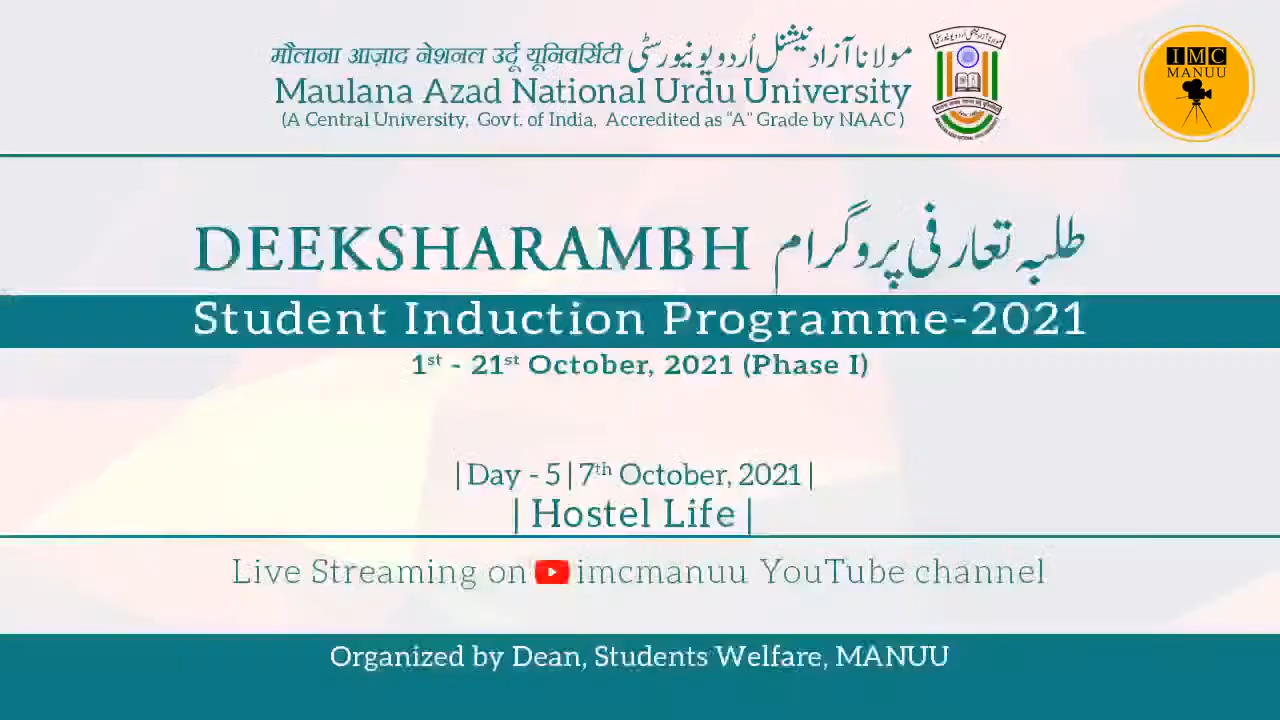 मौलाना आज़ाद नेशनल उर्दू यूनिवर्सिटी مولانا آزاد نیشنل اُردو یونیورسٹی
Maulana Azad National Urdu University
(A Central University, Govt. of India, Accredited as "A" Grade by NAAC)
IMC
MANUU
DEEKSHARAMBH طلبہ تعارفی پروگرام
Student Induction Programme-2021
1st - 21st October, 2021 (Phase I)
|Day - 5|7th October, 2021|
| Hostel Life |
Live Streaming on imcmanuu YouTube channel
Organized by Dean, Students Welfare, MANUU